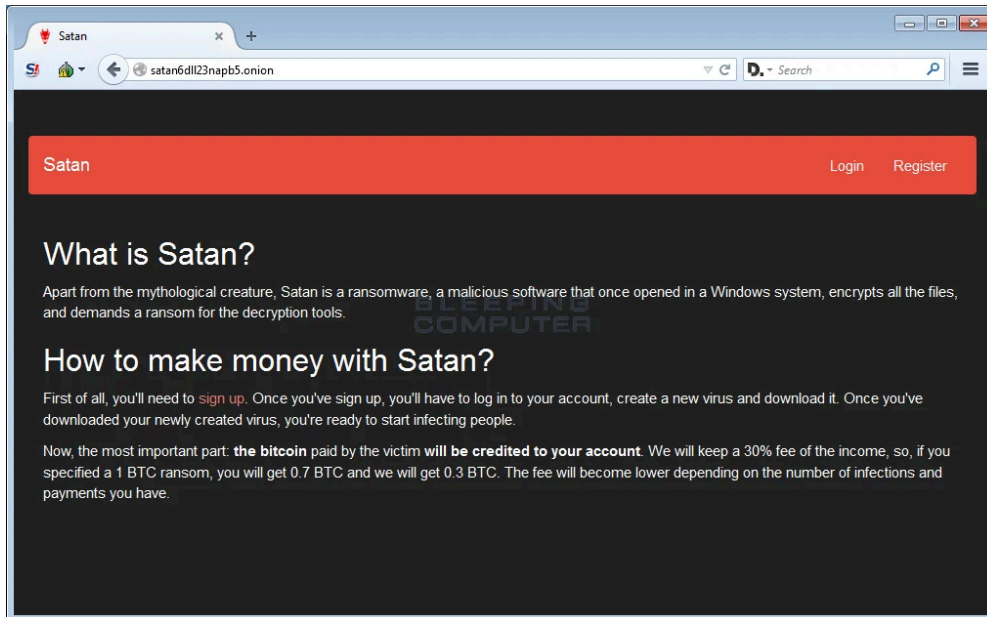 Satan
satan6dll23napb5.onion
D. Search
Satan Login Register
What is Satan?
Apart from the mythological creature, Satan is a ransomware, a malicious software that once opened in a Windows system, encrypts all the files,
and demands a ransom for the decryption tools.
BLEEPING
COMPUTER
How to make money with Satan?
First of all, you'll need to sign up. Once you've sign up, you'll have to log in to your account, create a new virus and download it. Once you've
downloaded your newly created virus, you're ready to start infecting people.
Now, the most important part: the bitcoin paid by the victim will be credited to your account. We will keep a 30% fee of the income, so, if you
specified a 1 BTC ransom, you will get 0.7 BTC and we will get 0.3 BTC. The fee will become lower depending on the number of infections and
payments you have.